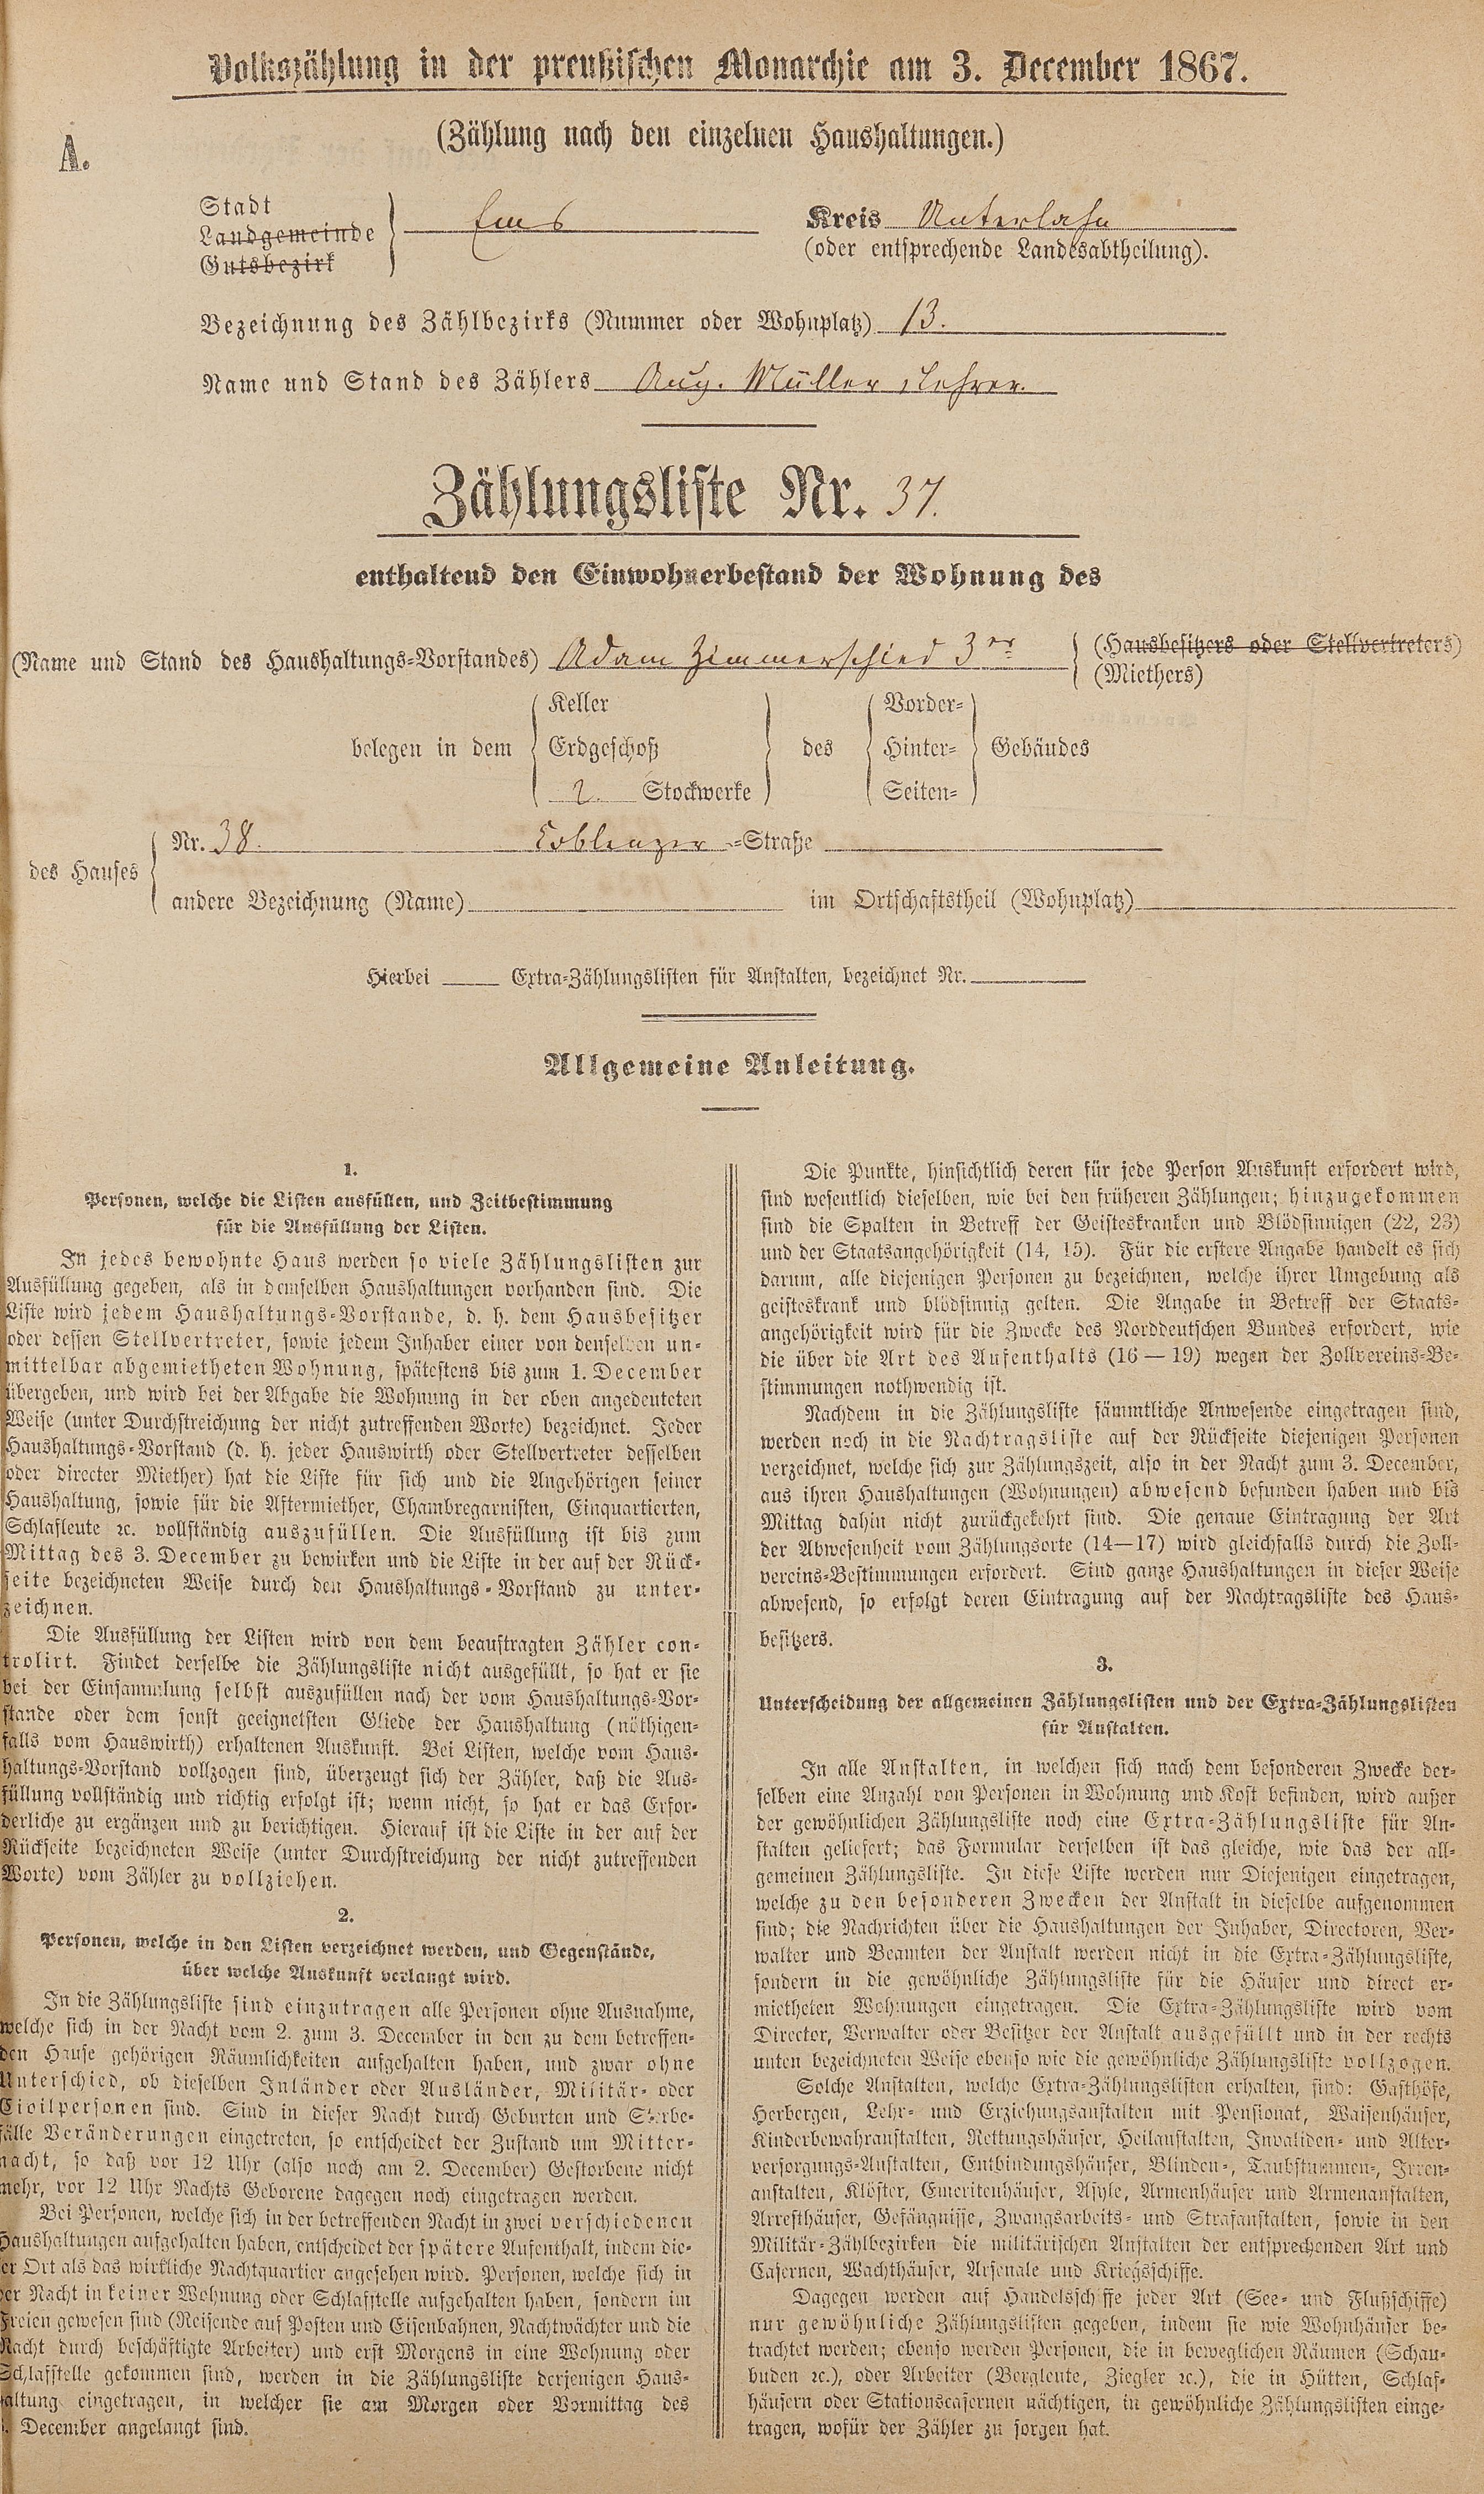 Volkszählung in der preußischen Monarchie am 3. December 1867.
(Zählung nach den einzelnen Haushaltungen.)
A.
Stadt
Landgemeinde
Gutsbezirk
Ems
Kreis Unterlahn
(oder entsprechende Landesabtheilung).
Bezeichnung des Zählbezirks (Nummer oder Wohnplatz) 13.
Name und Stand des Zählers Aug. Müller, Lehrer.
Zählungsliste Nr. 37.
enthaltend den Einwohnerbestand der Wohnung des
(Name und Stand des Haushaltungs-Vorstandes) Adam Zimmerschied 3er
(Hausbesitzers oder Stellvertreters)
(Miethers)
belegen in dem
Keller
Erdgeschoß
2. Stockwerke
des
Vorder-
Hinter-
Seiten-
Gebäudes
des Hauses
Nr. 38. Coblenzer -Straße
andere Bezeichnung (Name) im Ortschaftstheil (Wohnplatz)
Hierbei Extra-Zählungslisten für Anstalten, bezeichnet Nr.
Allgemeine Anleitung.
1.
Personen, welche die Listen ausfüllen, und Zeitbestimmung
für die Ausfüllung der Listen.
In jedes bewohnte Haus werden so viele Zählungslisten zur
Ausfüllung gegeben, als in demselben Haushaltungen vorhanden sind. Die
Liste wird jedem Haushaltungs-Vorstande, d. h. dem Hausbesitzer
oder dessen Stellvertreter, sowie jedem Inhaber einer von denselben un-
mittelbar abgemietheten Wohnung, spätestens bis zum 1. December
übergeben, und wird bei der Abgabe die Wohnung in der oben angedeuteten
Weise (unter Durchstreichung der nicht zutreffenden Worte) bezeichnet. Jeder
Haushaltungs-Vorstand (d. h. jeder Hauswirth oder Stellvertreter desselben
oder directer Miether) hat die Liste für sich und die Angehörigen seiner
Haushaltung, sowie für die Aftermiether, Chambregarnisten, Einquartierten,
Schlafleute ꝛc. vollständig auszufüllen. Die Ausfüllung ist bis zum
Mittag des 3. December zu bewirken und die Liste in der auf der Rück-
seite bezeichneten Weise durch den Haushaltungs-Vorstand zu unter-
zeichnen.
Die Ausfüllung der Listen wird von dem beauftragten Zähler con-
trolirt. Findet derselbe die Zählungsliste nicht ausgefüllt, so hat er sie
bei der Einsammlung selbst auszufüllen nach der vom Haushaltungs-Vor-
stande oder dem sonst geeignetsten Gliede der Haushaltung (nöthigen-
falls vom Hauswirth) erhaltenen Auskunft. Bei Listen, welche vom Haus-
haltungs-Vorstand vollzogen sind, überzeugt sich der Zähler, daß die Aus-
füllung vollständig und richtig erfolgt ist; wenn nicht, so hat er das Erfor-
derliche zu ergänzen und zu berichtigen. Hierauf ist die Liste in der auf der
Rückseite bezeichneten Weise (unter Durchstreichung der nicht zutreffenden
Worte) vom Zähler zu vollziehen.
2.
Personen, welche in den Listen verzeichnet werden, und Gegenstände,
über welche Auskunft verlangt wird.
In die Zählungsliste sind einzutragen alle Personen ohne Ausnahme,
welche sich in der Nacht vom 2. zum 3. December in den zu dem betreffen-
den Hause gehörigen Räumlichkeiten aufgehalten haben, und zwar ohne
Unterschied, ob dieselben Inländer oder Ausländer, Militär- oder
Civilpersonen sind. Sind in dieser Nacht durch Geburten und Sterbe-
fälle Veränderungen eingetreten, so entscheidet der Zustand um Mitter-
nacht, so daß vor 12 Uhr (also noch am 2. December) Gestorbene nicht
mehr, vor 12 Uhr Nachts Geborene dagegen noch eingetragen werden.
Bei Personen, welche sich in der betreffenden Nacht in zwei verschiedenen
Haushaltungen aufgehalten haben, entscheidet der spätere Aufenthalt, indem die-
ser Ort als das wirkliche Nachtquartier angesehen wird. Personen, welche sich in
der Nacht in keiner Wohnung oder Schlafstelle aufgehalten haben, sondern im
Freien gewesen sind (Reisende auf Posten und Eisenbahnen, Nachtwächter und die
Nacht durch beschäftigte Arbeiter) und erst Morgens in eine Wohnung oder
Schlafstelle gekommen sind, werden in die Zählungsliste derjenigen Haus-
haltung eingetragen, in welcher sie am Morgen oder Vormittag des
3. December angelangt sind.
Die Punkte, hinsichtlich deren für jede Person Auskunft erfordert wird,
sind wesentlich dieselben, wie bei den früheren Zählungen; hinzugekommen
sind die Spalten in Betreff der Geisteskranken und Blödsinnigen (22, 23)
und der Staatsangehörigkeit (14, 15). Für die erstere Angabe handelt es sich
darum, alle diejenigen Personen zu bezeichnen, welche ihrer Umgebung als
geisteskrank und blödsinnig gelten. Die Angabe in Betreff der Staats-
angehörigkeit wird für die Zwecke des Norddeutschen Bundes erfordert, wie
die über die Art des Aufenthalts (16—19) wegen der Zollvereins-Be-
stimmungen nothwendig ist.
Nachdem in die Zählungsliste sämmtliche Anwesende eingetragen sind,
werden noch in die Nachtragsliste auf der Rückseite diejenigen Personen
verzeichnet, welche sich zur Zählungszeit, also in der Nacht zum 3. December,
aus ihren Haushaltungen (Wohnungen) abwesend befunden haben und bis
Mittag dahin nicht zurückgekehrt sind. Die genaue Eintragung der Art
der Abwesenheit vom Zählungsorte (14—17) wird gleichfalls durch die Zoll-
vereins-Bestimmungen erfordert. Sind ganze Haushaltungen in dieser Weise
abwesend, so erfolgt deren Eintragung auf der Nachtragsliste des Haus-
besitzers.
3.
Unterscheidung der allgemeinen Zählungslisten und der Extra-Zählungslisten
für Anstalten.
In alle Anstalten, in welchen sich nach dem besonderen Zwecke der-
selben eine Anzahl von Personen in Wohnung und Kost befinden, wird außer
der gewöhnlichen Zählungsliste noch eine Extra-Zählungsliste für An-
stalten geliefert; das Formular derselben ist das gleiche, wie das der all-
gemeinen Zählungsliste. In diese Liste werden nur Diejenigen eingetragen,
welche zu den besonderen Zwecken der Anstalt in dieselbe aufgenommen
sind; die Nachrichten über die Haushaltungen der Inhaber, Directoren, Ver-
walter und Beamten der Anstalt werden nicht in die Extra-Zählungsliste,
sondern in die gewöhnliche Zählungsliste für die Häuser und direct er-
mietheten Wohnungen eingetragen. Die Extra-Zählungsliste wird vom
Director, Verwalter oder Besitzer der Anstalt ausgefüllt und in der rechts
unten bezeichneten Weise ebenso wie die gewöhnliche Zählungsliste vollzogen.
Solche Anstalten, welche Extra-Zählungslisten erhalten, sind: Gasthöfe,
Herbergen, Lehr- und Erziehungsanstalten mit Pensionat, Waisenhäuser,
Kinderbewahranstalten, Rettungshäuser, Heilanstalten, Invaliden- und Alter-
versorgungs-Anstalten, Entbindungshäuser, Blinden-, Taubstummen-, Irren-
anstalten, Klöster, Emeritenhäuser, Asyle, Armenhäuser und Armenanstalten,
Arresthäuser, Gefängnisse, Zwangsarbeits- und Strafanstalten, sowie in den
Militär-Zählbezirken die militärischen Anstalten der entsprechenden Art und
Casernen, Wachthäuser, Arsenale und Kriegsschiffe.
Dagegen werden auf Handelsschiffe jeder Art (See- und Flußschiffe)
nur gewöhnliche Zählungslisten gegeben, indem sie wie Wohnhäuser be-
trachtet werden; ebenso werden Personen, die in beweglichen Räumen (Schau-
buden ꝛc.), oder Arbeiter (Bergleute, Ziegler ꝛc.), die in Hütten, Schlaf-
häusern oder Stationscasernen nächtigen, in gewöhnliche Zählungslisten einge-
tragen, wofür der Zähler zu sorgen hat.